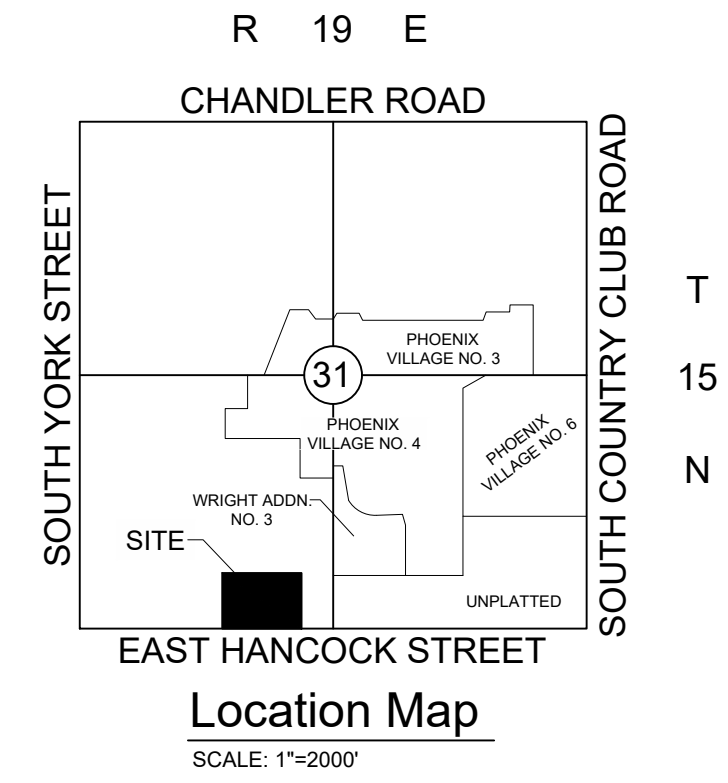 R 19 E
CHANDLER ROAD
SOUTH YORK STREET
SOUTH COUNTRY CLUB ROAD
T
15
N
PHOENIX
VILLAGE NO. 3
31
PHOENIX
VILLAGE NO. 4
PHOENIX
VILLAGE NO. 6
WRIGHT ADDN.
NO. 3
SITE
UNPLATTED
EAST HANCOCK STREET
Location Map
SCALE: 1"=2000'